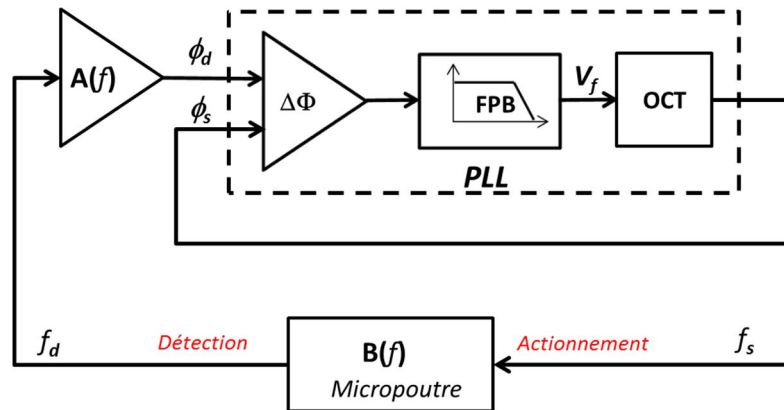 A(f)
ϕd
ϕs
ΔΦ
FPB
Vf
OCT
PLL
fd
Détection
B(f)
Micropoutre
Actionnement
fs